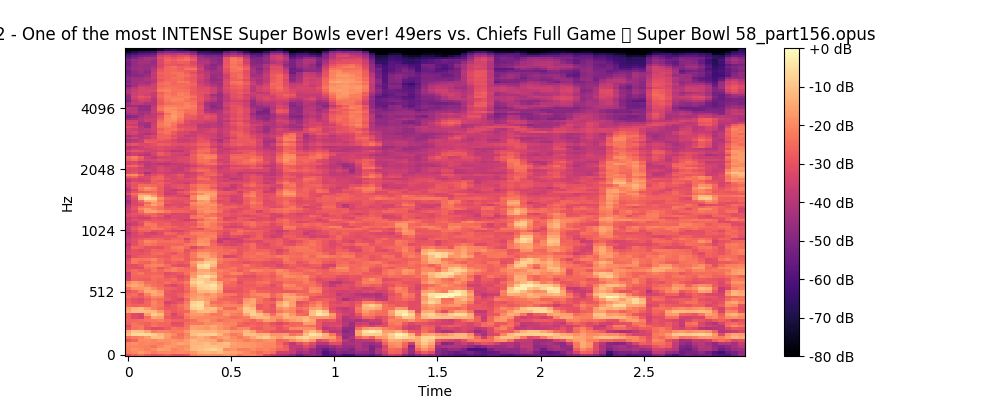 2 - One of the most INTENSE Super Bowls ever! 49ers vs. Chiefs Full Game  Super Bowl 58_part156.opus
+0 dB
-10 dB
-20 dB
-30 dB
-40 dB
-50 dB
-60 dB
-70 dB
-80 dB
4096
2048
1024
512
0
Hz
0
0.5
1
1.5
2
2.5
Time